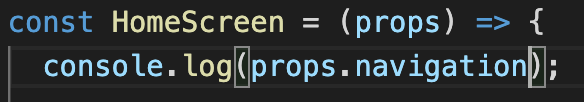 const HomeScreen = (props) => {
console.log(props.navigation);